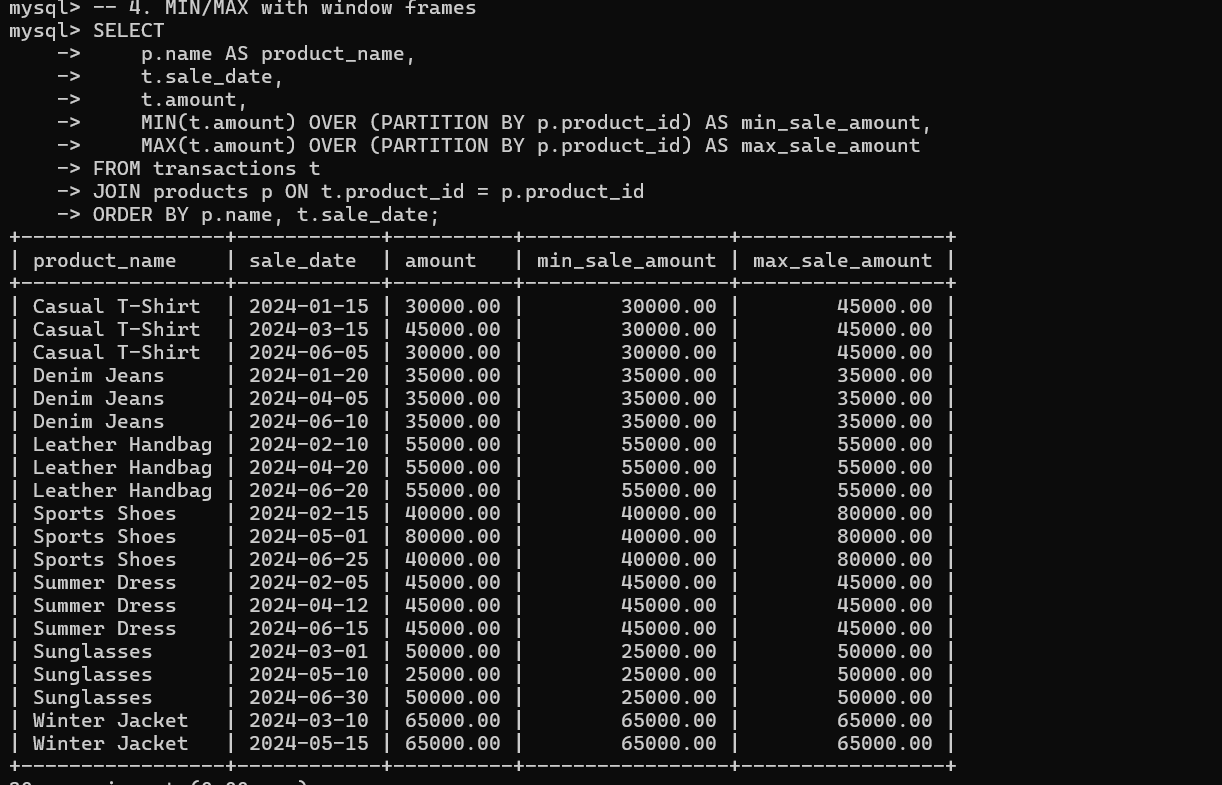 mysql> -- 4. MIN/MAX with window frames
mysql> SELECT
    ->     p.name AS product_name,
    ->     t.sale_date,
    ->     t.amount,
    ->     MIN(t.amount) OVER (PARTITION BY p.product_id) AS min_sale_amount,
    ->     MAX(t.amount) OVER (PARTITION BY p.product_id) AS max_sale_amount
    -> FROM transactions t
    -> JOIN products p ON t.product_id = p.product_id
    -> ORDER BY p.name, t.sale_date;
+-----------------+------------+----------+-----------------+-----------------+
| product_name    | sale_date  | amount   | min_sale_amount | max_sale_amount |
+-----------------+------------+----------+-----------------+-----------------+
| Casual T-Shirt  | 2024-01-15 | 30000.00 |        30000.00 |        45000.00 |
| Casual T-Shirt  | 2024-03-15 | 45000.00 |        30000.00 |        45000.00 |
| Casual T-Shirt  | 2024-06-05 | 30000.00 |        30000.00 |        45000.00 |
| Denim Jeans     | 2024-01-20 | 35000.00 |        35000.00 |        35000.00 |
| Denim Jeans     | 2024-04-05 | 35000.00 |        35000.00 |        35000.00 |
| Denim Jeans     | 2024-06-10 | 35000.00 |        35000.00 |        35000.00 |
| Leather Handbag | 2024-02-10 | 55000.00 |        55000.00 |        55000.00 |
| Leather Handbag | 2024-04-20 | 55000.00 |        55000.00 |        55000.00 |
| Leather Handbag | 2024-06-20 | 55000.00 |        55000.00 |        55000.00 |
| Sports Shoes    | 2024-02-15 | 40000.00 |        40000.00 |        80000.00 |
| Sports Shoes    | 2024-05-01 | 80000.00 |        40000.00 |        80000.00 |
| Sports Shoes    | 2024-06-25 | 40000.00 |        40000.00 |        80000.00 |
| Summer Dress    | 2024-02-05 | 45000.00 |        45000.00 |        45000.00 |
| Summer Dress    | 2024-04-12 | 45000.00 |        45000.00 |        45000.00 |
| Summer Dress    | 2024-06-15 | 45000.00 |        45000.00 |        45000.00 |
| Sunglasses      | 2024-03-01 | 50000.00 |        25000.00 |        50000.00 |
| Sunglasses      | 2024-05-10 | 25000.00 |        25000.00 |        50000.00 |
| Sunglasses      | 2024-06-30 | 50000.00 |        25000.00 |        50000.00 |
| Winter Jacket   | 2024-03-10 | 65000.00 |        65000.00 |        65000.00 |
| Winter Jacket   | 2024-05-15 | 65000.00 |        65000.00 |        65000.00 |
+-----------------+------------+----------+-----------------+-----------------+